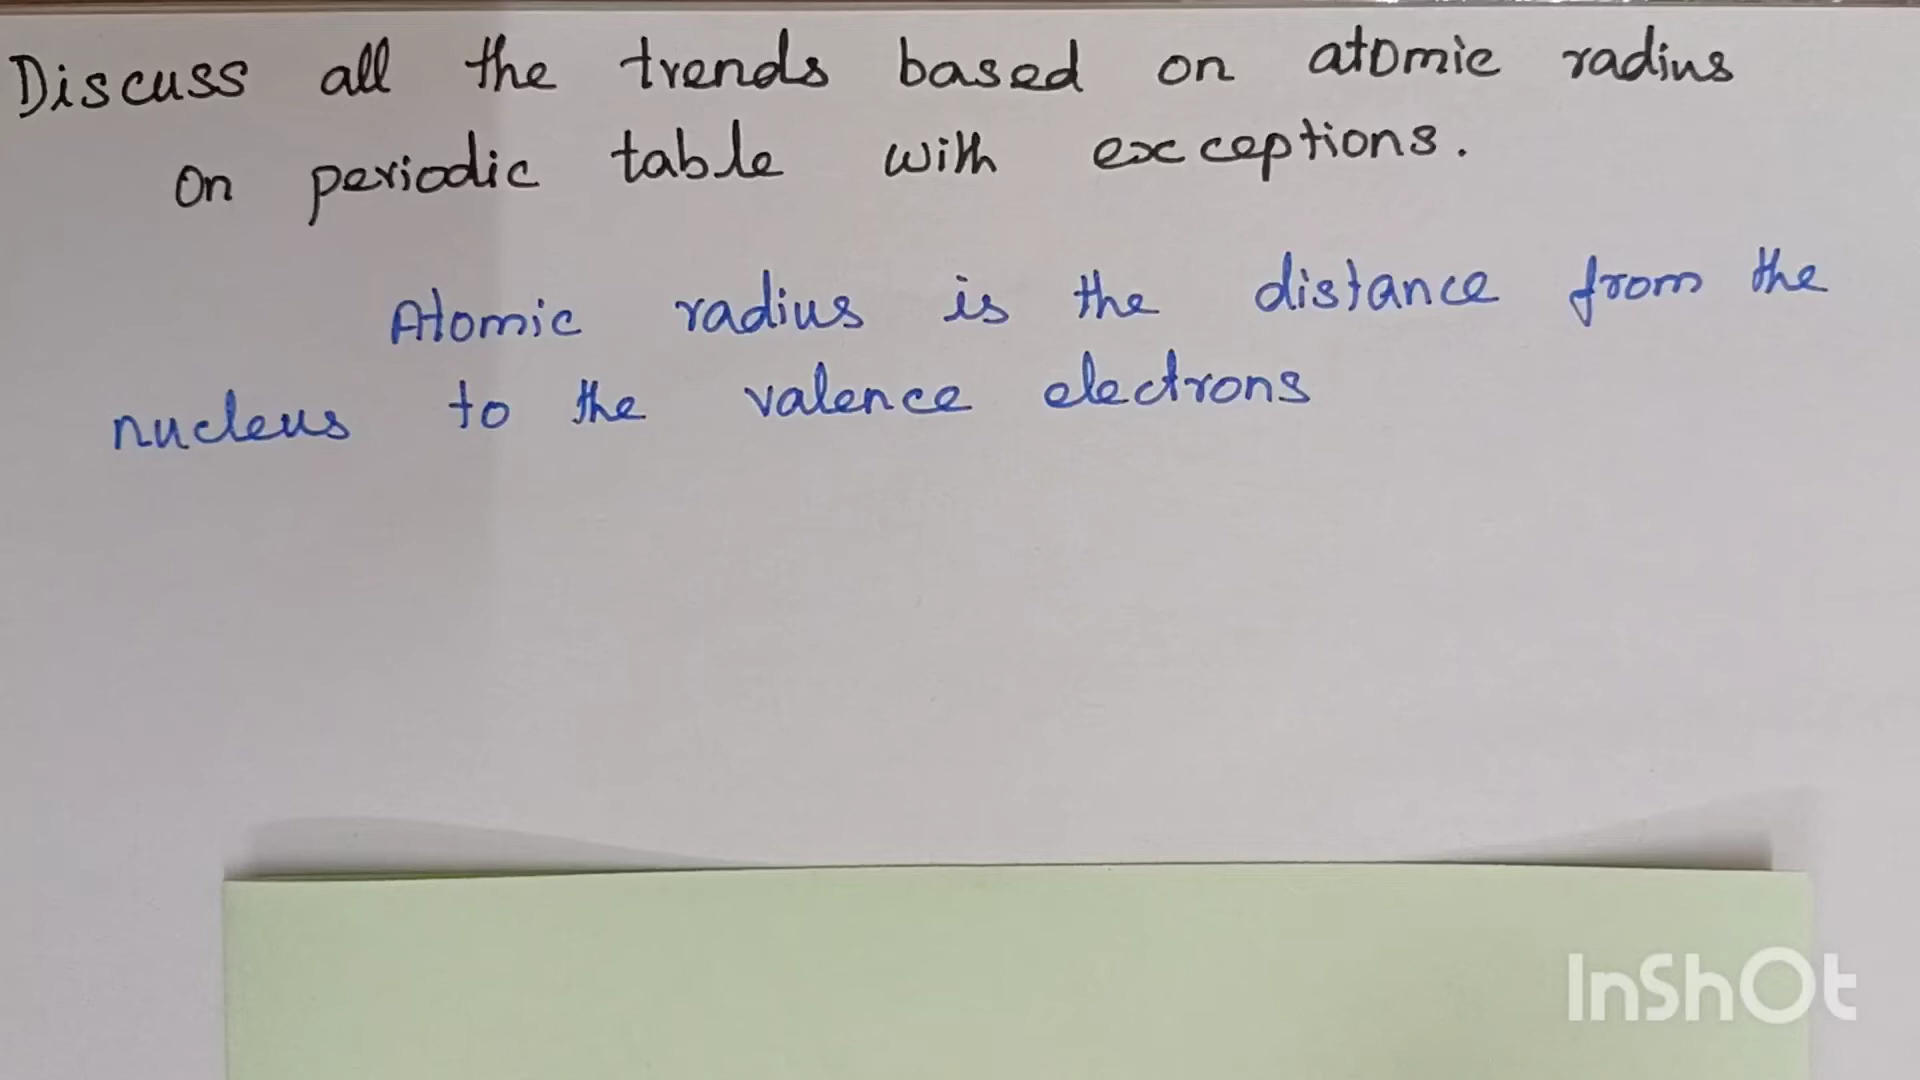 Discuss all the trends based on atomic radius
on periodic table with exceptions.
Atomic radius is the distance from the
nucleus to the valence electrons
InShOt